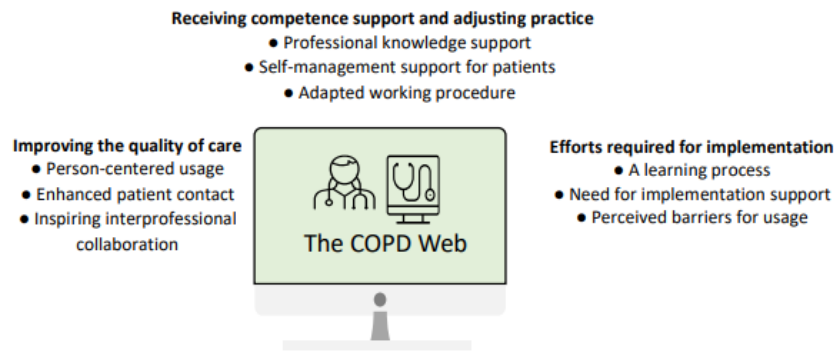 Receiving competence support and adjusting practice
● Professional knowledge support
● Self-management support for patients
● Adapted working procedure
Improving the quality of care
● Person-centered usage
● Enhanced patient contact
● Inspiring interprofessional
collaboration
The COPD Web
Efforts required for implementation
● A learning process
● Need for implementation support
● Perceived barriers for usage